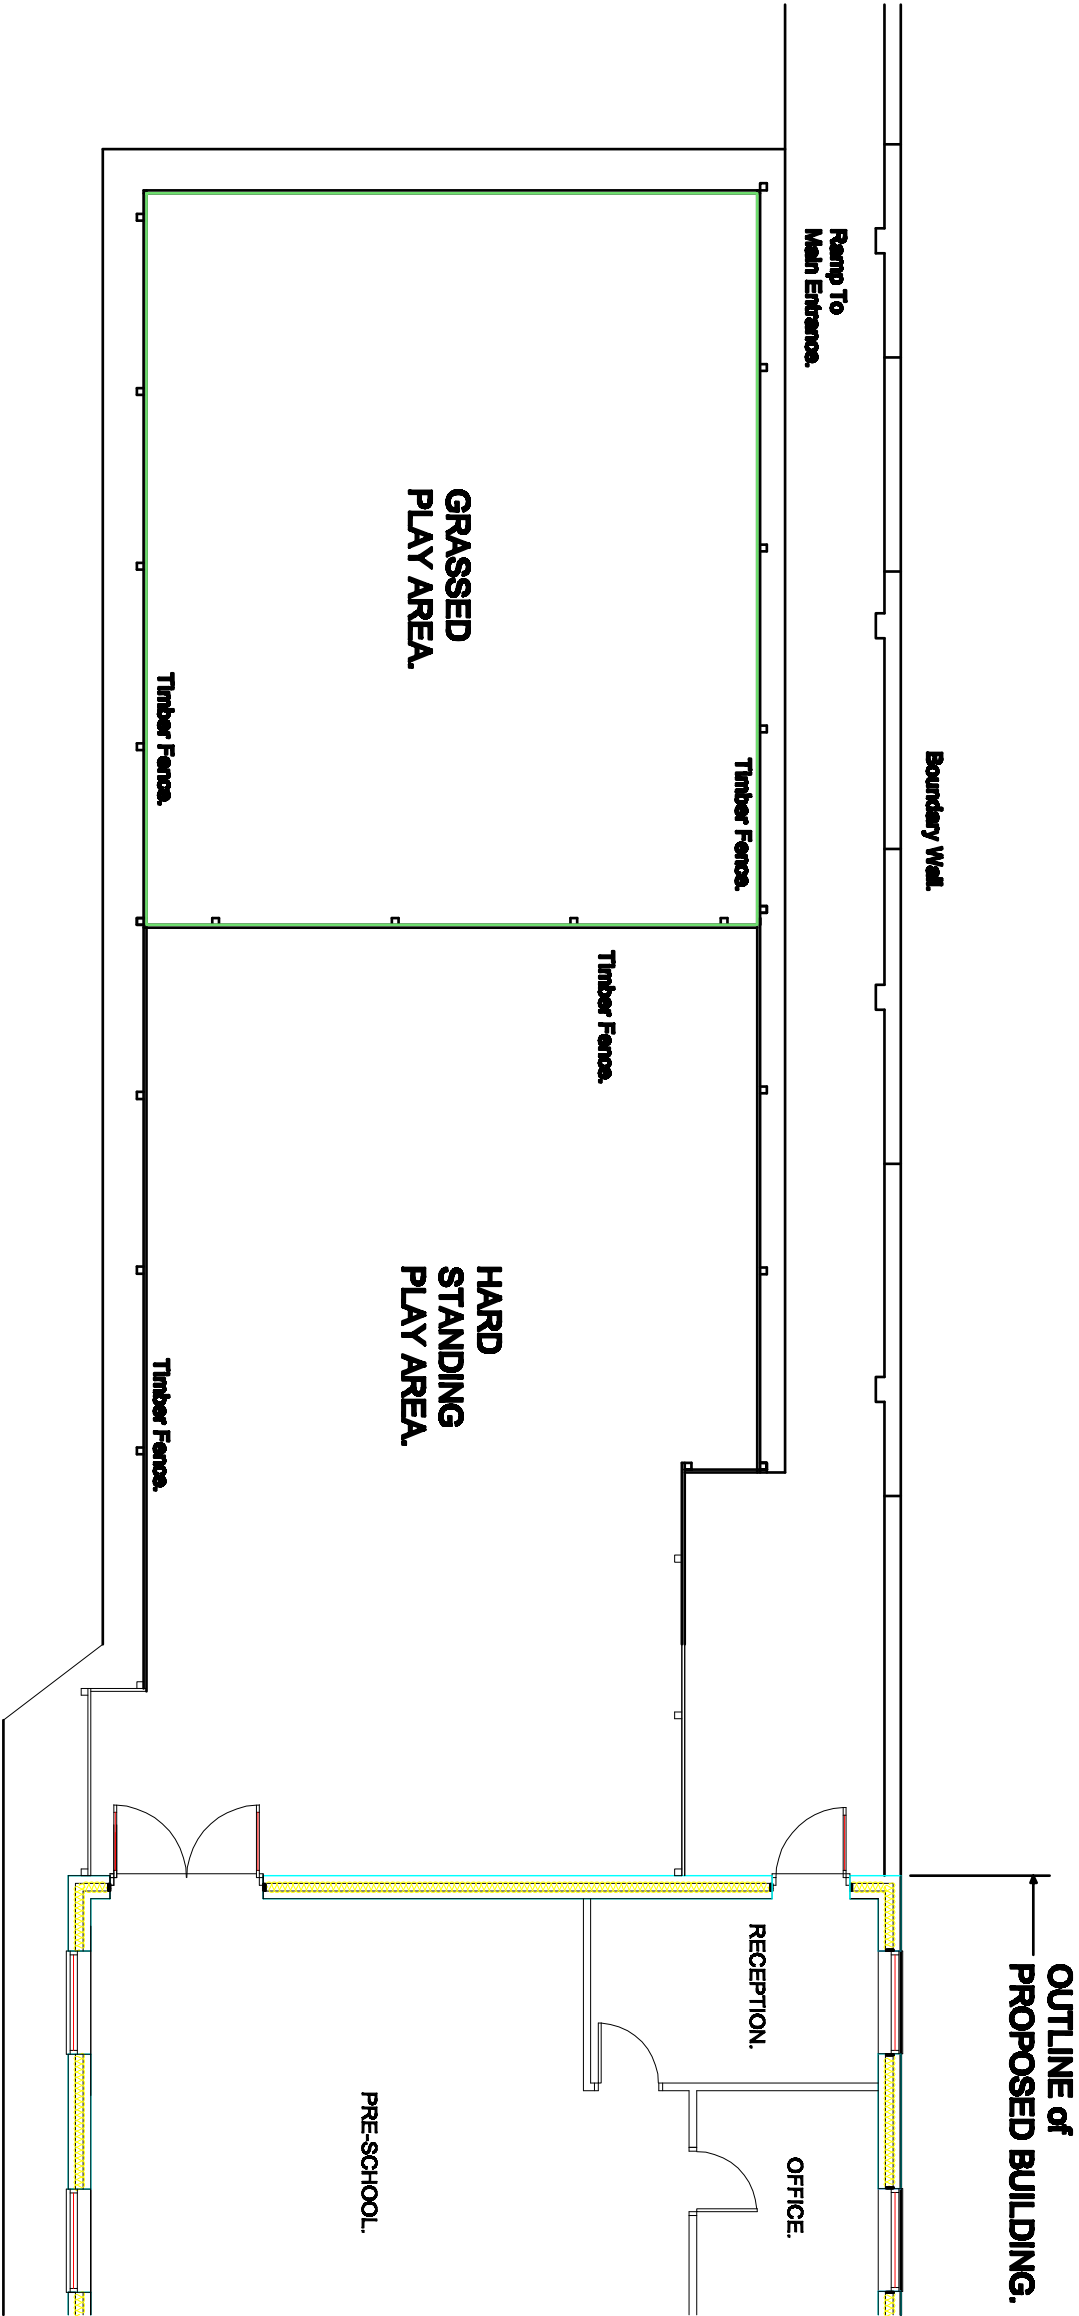 Ramp To
Main Entrance.
Boundary Wall.
GRASSED
PLAY AREA.
Timber Fence.
Timber Fence.
Timber Fence.
HARD
STANDING
PLAY AREA.
Timber Fence.
OUTLINE of
PROPOSED BUILDING.
RECEPTION.
OFFICE.
PRE-SCHOOL.